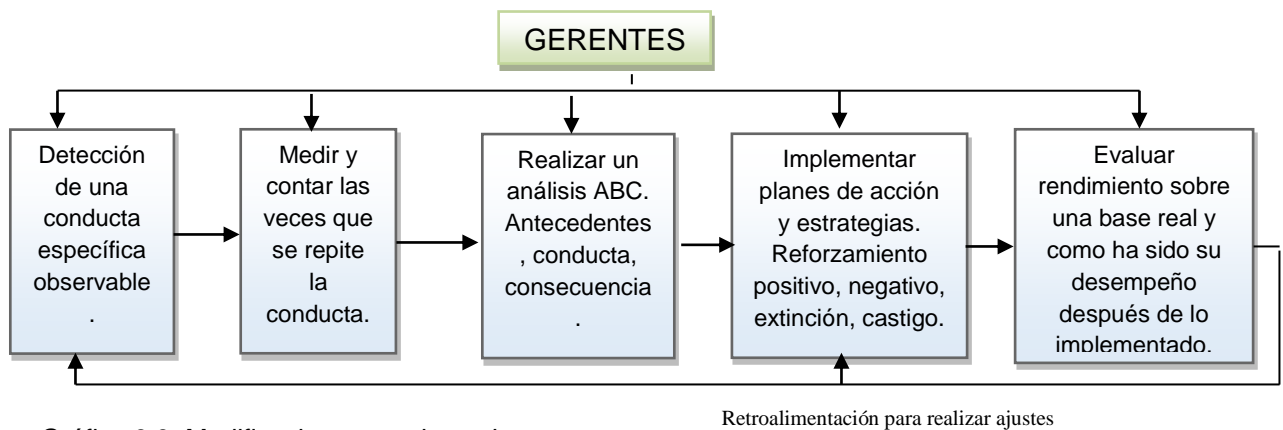 GERENTES
Detección
de una
conducta
específica
observable
.
Medir y
contar las
veces que
se repite
la
conducta.
Realizar un
análisis ABC.
Antecedentes
, conducta,
consecuencia
.
Implementar
planes de acción
y estrategias.
Reforzamiento
positivo, negativo,
extinción, castigo.
Evaluar
rendimiento sobre
una base real y
como ha sido su
desempeño
después de lo
implementado.
Retroalimentación para realizar ajustes